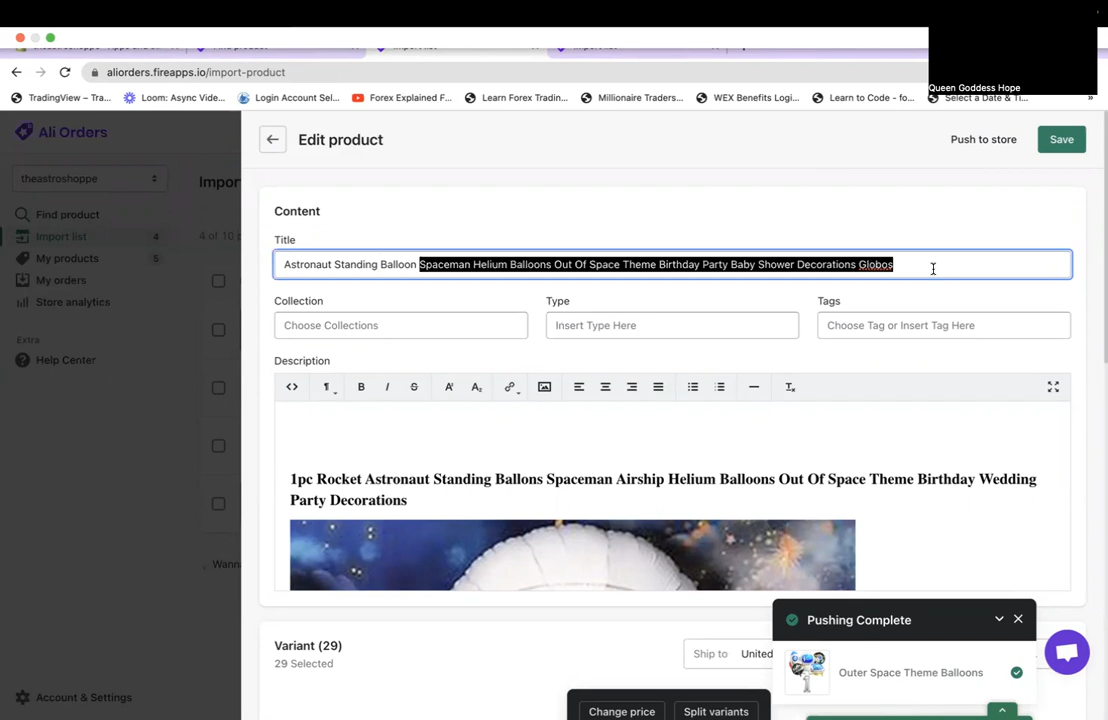 Queen Goddess Hope
aliorders.fireapps.io/import-product
TradingView – Tra...
Loom: Async Vide...
Login Account Sel...
Forex Explained F...
Learn Forex Tradin...
Millionaire Traders...
WEX Benefits Logi...
Learn to Code - fo...
Select a Date & Ti...
»
Ali Orders
Edit product
Push to store
Save
theastroshoppe
Impor
Content
Find product
Title
Import list
4
4 of 10 p
Astronaut Standing Balloon Spaceman Helium Balloons Out Of Space Theme Birthday Party Baby Shower Decorations Globos
My products
5
My orders
Store analytics
Collection
Type
Tags
Choose Collections
Insert Type Here
Choose Tag or Insert Tag Here
Extra
Help Center
Description
1pc Rocket Astronaut Standing Ballons Spaceman Airship Helium Balloons Out Of Space Theme Birthday Wedding
Party Decorations
Wanna
Pushing Complete
Outer Space Theme Balloons
Variant (29)
29 Selected
Ship to
United
Account & Settings
Change price
Split variants